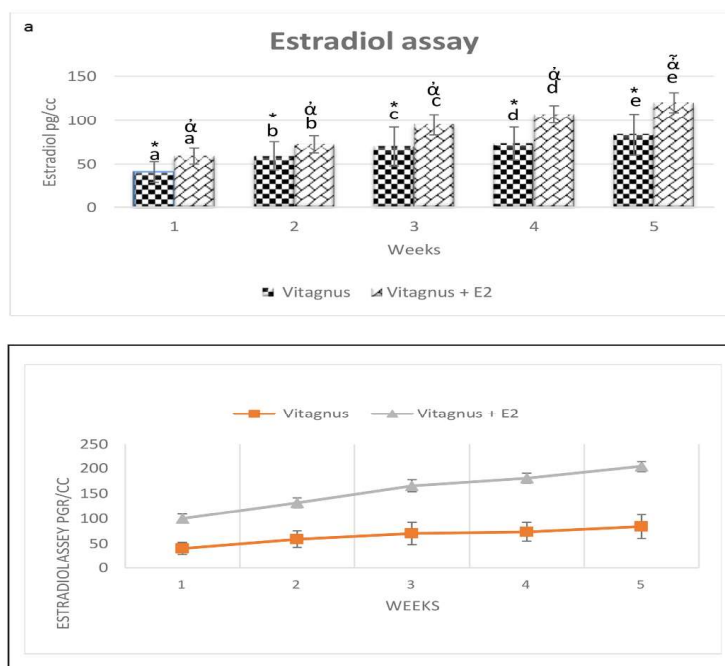 a
Estradiol assay
Estradiol pg/cc
150
100
50
0
*
a
ἀ
a
*
b
ἀ
b
*
c
ἀ
c
*
d
ἀ
d
*
e
ἀ̃
e
1 2 3 4 5
Weeks
Vitagnus Vitagnus + E2
Vitagnus Vitagnus + E2
ESTRADIOLASSEY PGR/CC
250
200
150
100
50
0
1 2 3 4 5
WEEKS